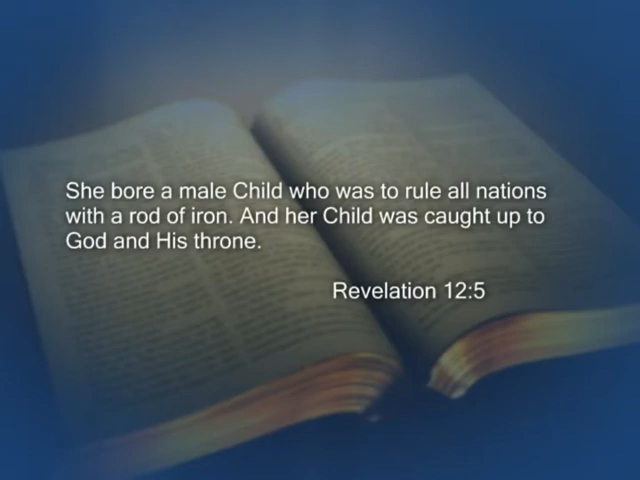 She bore a male Child who was to rule all nations
with a rod of iron. And her Child was caught up to
God and His throne.
Revelation 12:5